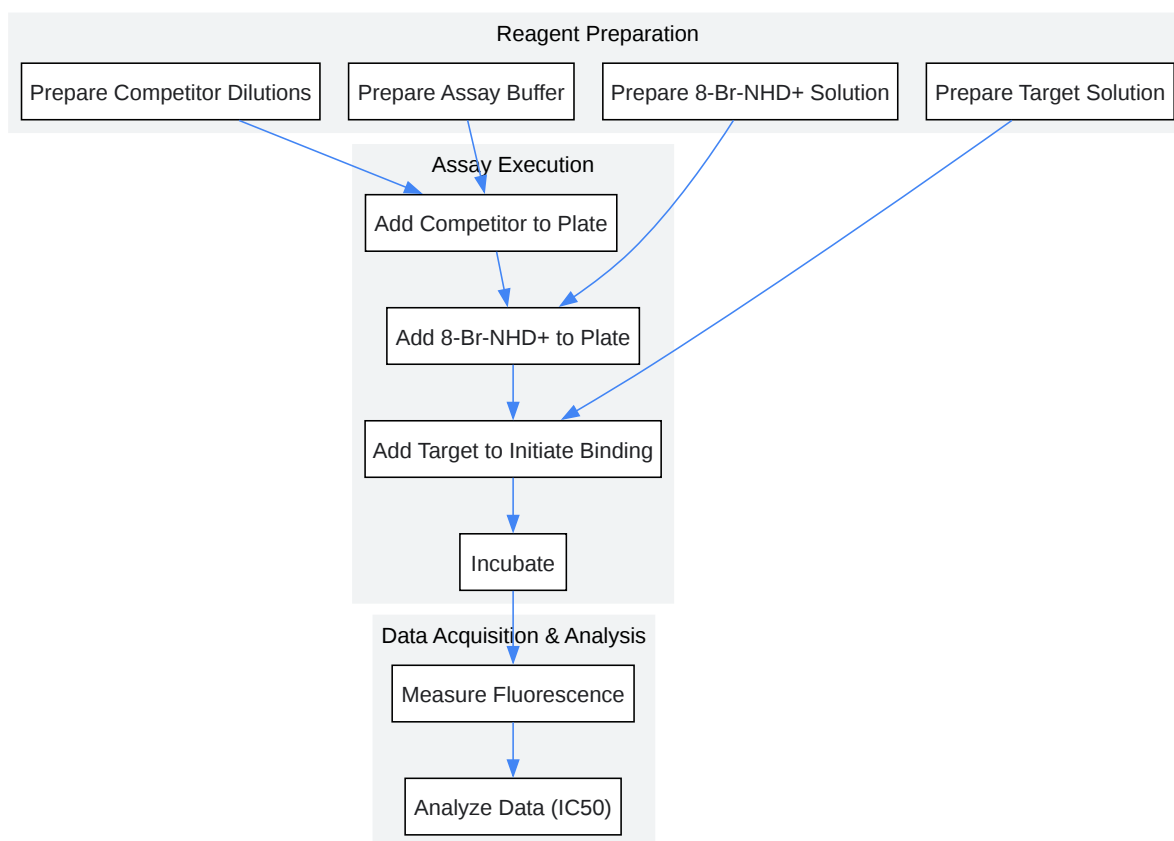 Reagent Preparation
Prepare Competitor Dilutions
Prepare Assay Buffer
Prepare 8-Br-NHD+ Solution
Prepare Target Solution
Assay Execution
Add Competitor to Plate
Add 8-Br-NHD+ to Plate
Add Target to Initiate Binding
Incubate
Data Acquisition & Analysis
Measure Fluorescence
Analyze Data (IC50)